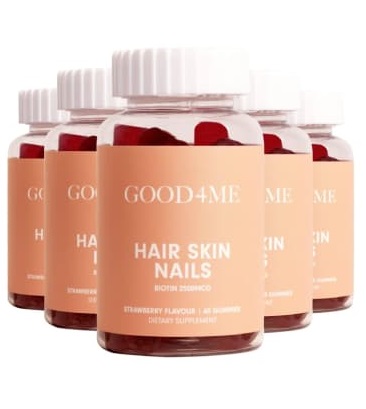 GOOD4ME
HAIR SKIN
NAILS
BIOTIN 2500MCG
STRAWBERRY FLAVOUR | 60 GUMMIES
DIETARY SUPPLEMENT